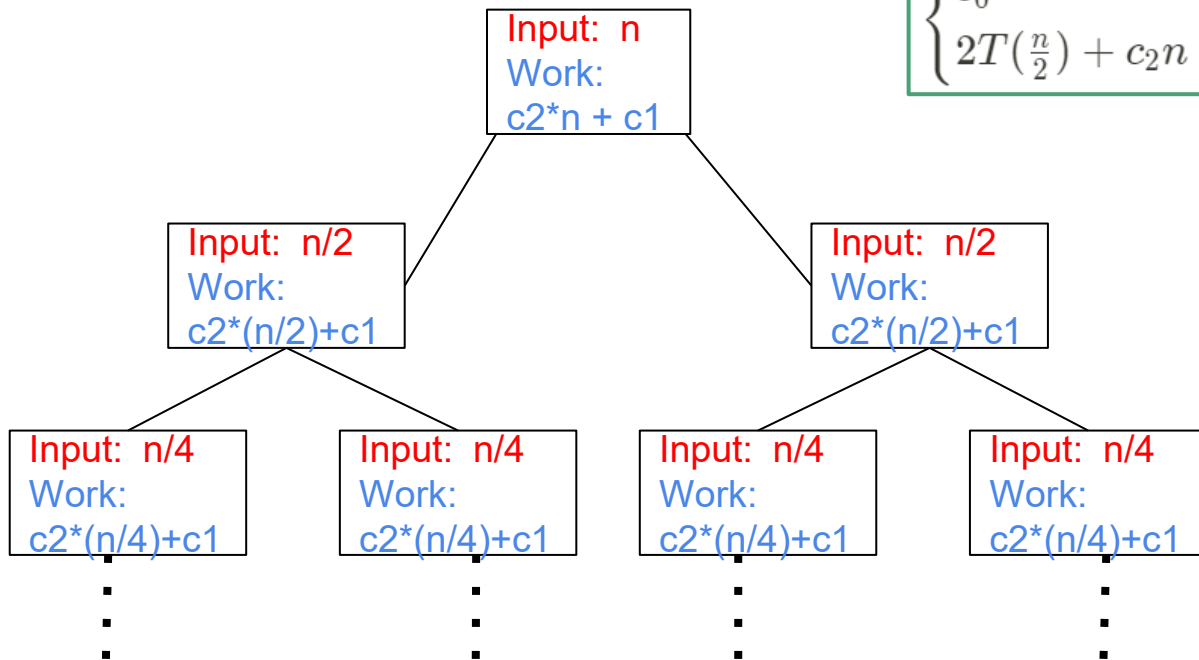 2T(n/2) + c₂n
Input: n
Work:
c2*n + c1
Input: n/2
Work:
c2*(n/2)+c1
Input: n/2
Work:
c2*(n/2)+c1
Input: n/4
Work:
c2*(n/4)+c1
Input: n/4
Work:
c2*(n/4)+c1
Input: n/4
Work:
c2*(n/4)+c1
Input: n/4
Work:
c2*(n/4)+c1